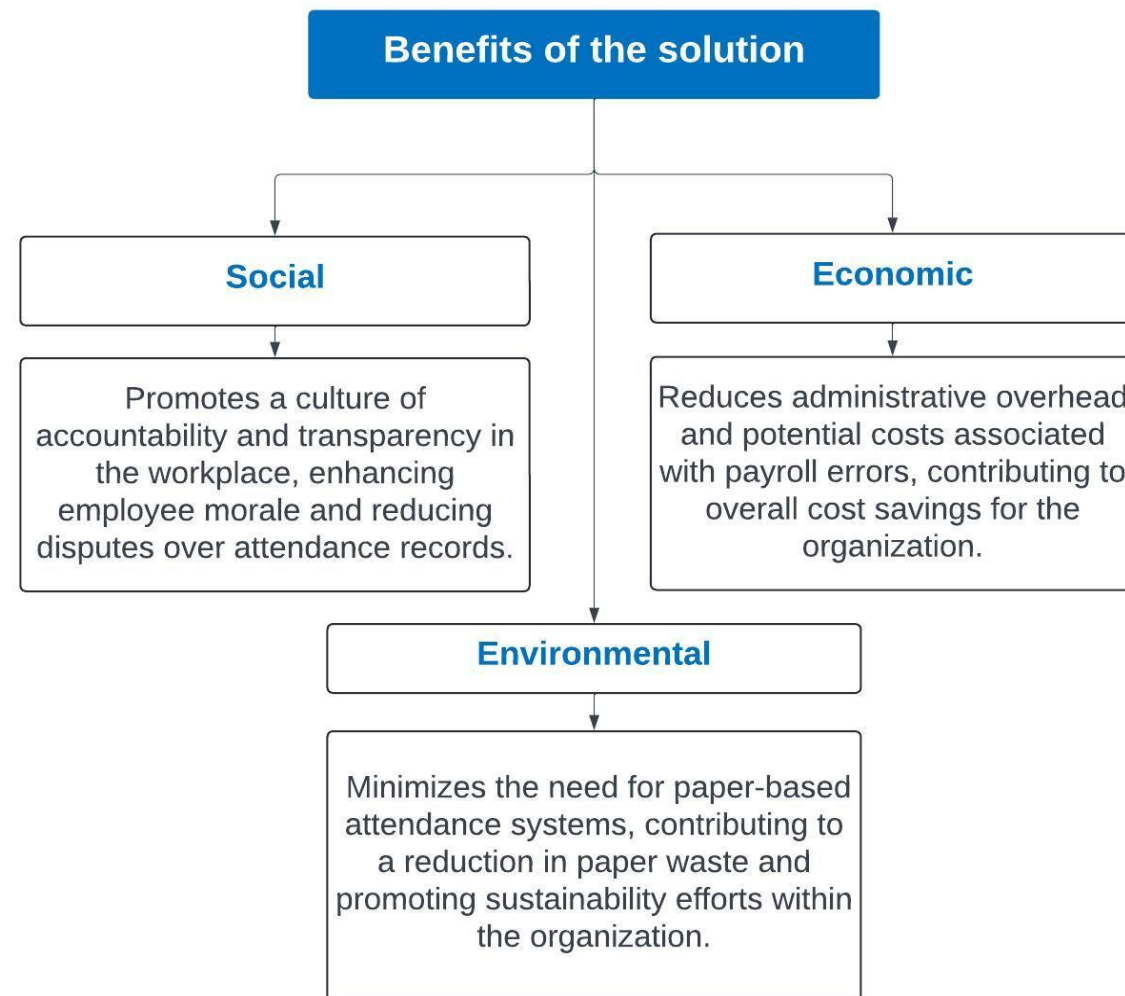 Benefits of the solution
Social
Promotes a culture of
accountability and transparency in
the workplace, enhancing
employee morale and reducing
disputes over attendance records.
Economic
Reduces administrative overhead
and potential costs associated
with payroll errors, contributing to
overall cost savings for the
organization.
Environmental
Minimizes the need for paper-based
attendance systems, contributing to
a reduction in paper waste and
promoting sustainability efforts within
the organization.